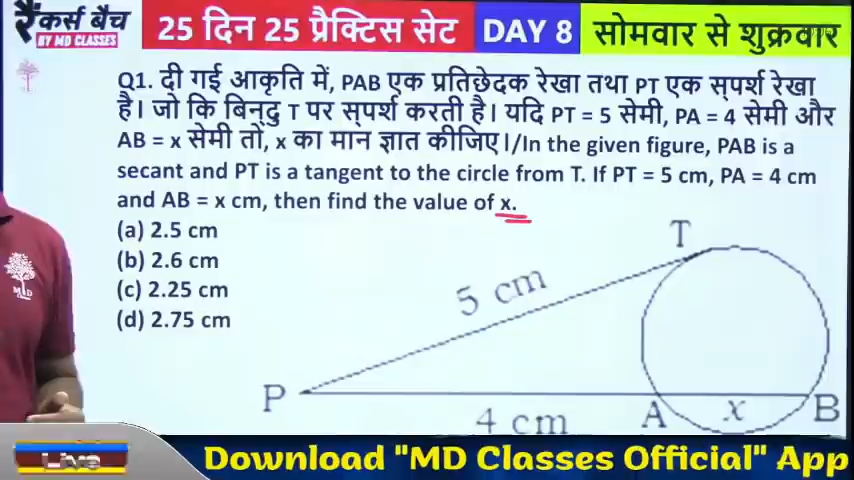 रैंकर्स बैच
BY MD CLASSES
25 दिन 25 प्रैक्टिस सेट
DAY 8
सोमवार से शुक्रवार
Q1. दी गई आकृति में, PAB एक प्रतिछेदक रेखा तथा PT एक स्पर्श रेखा
है। जो कि बिन्दु T पर स्पर्श करती है। यदि PT = 5 सेमी, PA = 4 सेमी और
AB = x सेमी तों, x का मान ज्ञात कीजिए।/In the given figure, PAB is a
secant and PT is a tangent to the circle from T. If PT = 5 cm, PA = 4 cm
and AB = x cm, then find the value of x.
(a) 2.5 cm
(b) 2.6 cm
(c) 2.25 cm
(d) 2.75 cm
T
5 cm
P
4 cm
A
x
B
MD
LIVE
Download "MD Classes Official" App